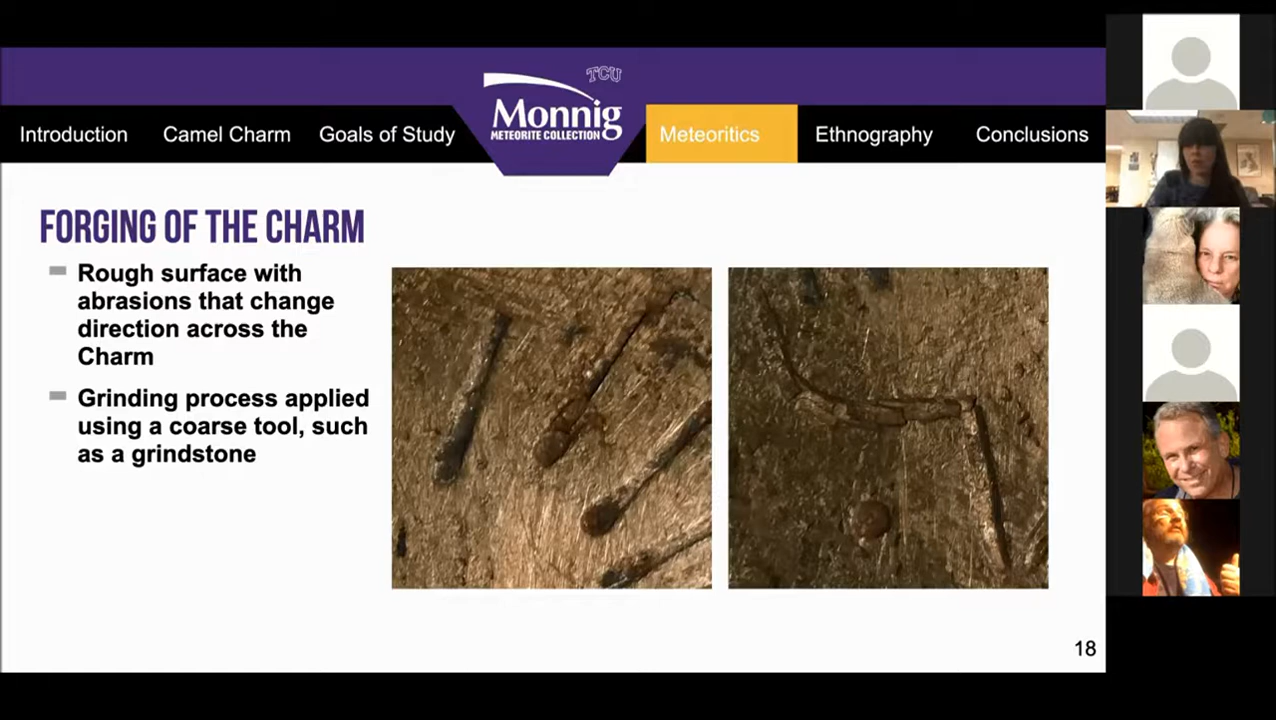 TCU
Monnig
METEORITE COLLECTION
Introduction
Camel Charm
Goals of Study
Meteoritics
Ethnography
Conclusions
FORGING OF THE CHARM
Rough surface with
abrasions that change
direction across the
Charm
Grinding process applied
using a coarse tool, such
as a grindstone
18